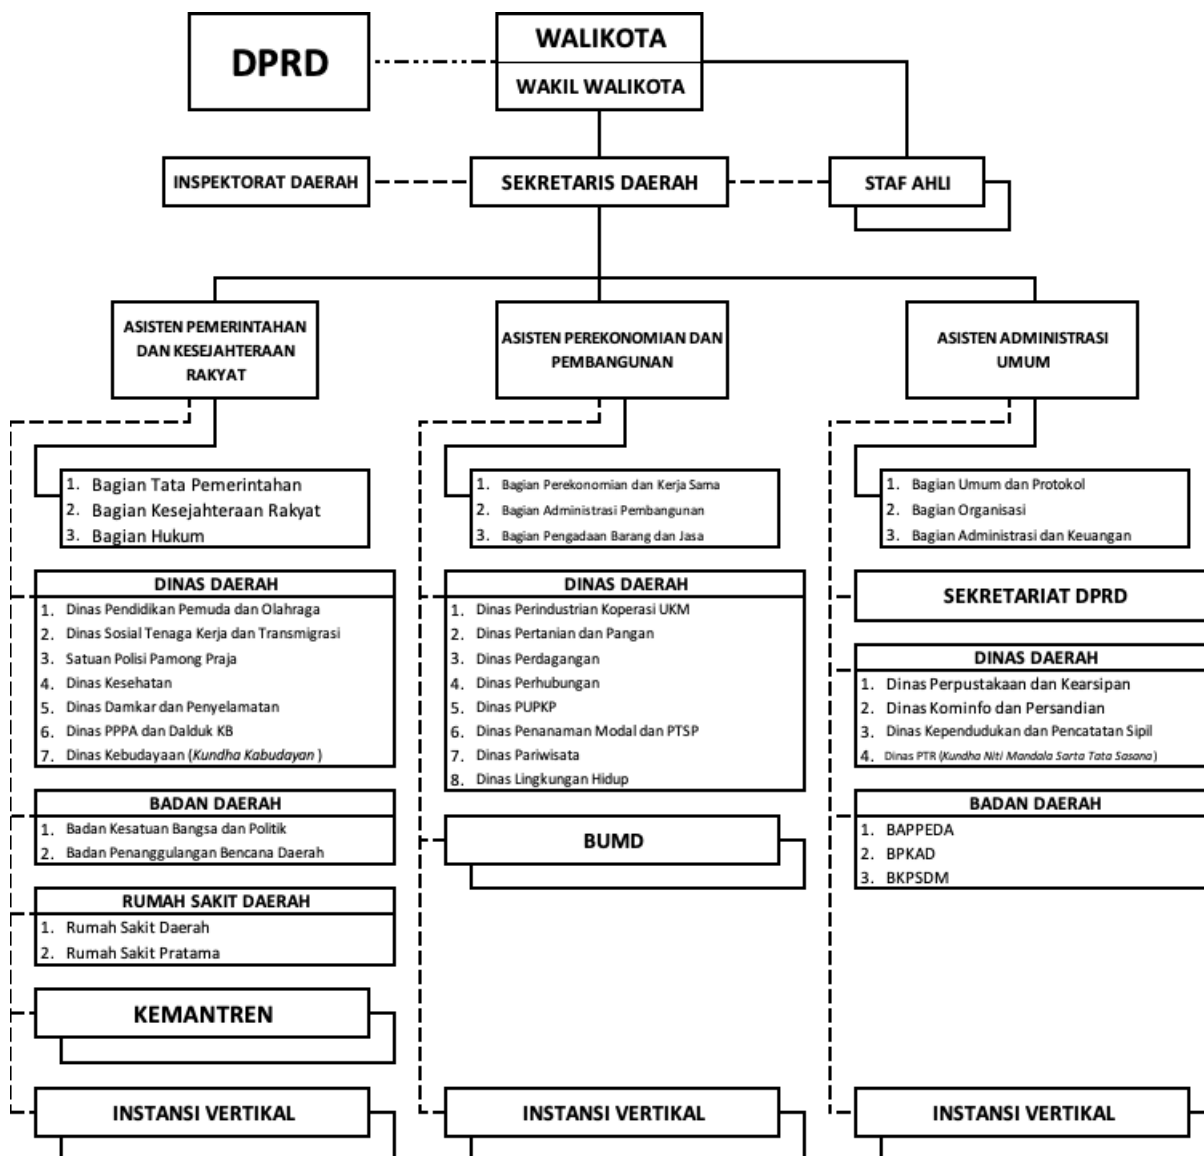 DPRD
WALIKOTA
WAKIL WALIKOTA
INSPEKTORAT DAERAH
SEKRETARIS DAERAH
STAF AHLI
ASISTEN PEMERINTAHAN
DAN KESEJAHTERAAN
RAKYAT
ASISTEN PEREKONOMIAN DAN
PEMBANGUNAN
ASISTEN ADMINISTRASI
UMUM
1. Bagian Tata Pemerintahan
2. Bagian Kesejahteraan Rakyat
3. Bagian Hukum
1. Bagian Perekonomian dan Kerja Sama
2. Bagian Administrasi Pembangunan
3. Bagian Pengadaan Barang dan Jasa
1. Bagian Umum dan Protokol
2. Bagian Organisasi
3. Bagian Administrasi dan Keuangan
DINAS DAERAH
1. Dinas Pendidikan Pemuda dan Olahraga
2. Dinas Sosial Tenaga Kerja dan Transmigrasi
3. Satuan Polisi Pamong Praja
4. Dinas Kesehatan
5. Dinas Damkar dan Penyelamatan
6. Dinas PPPA dan Dalduk KB
7. Dinas Kebudayaan (Kundha Kabudayan )
DINAS DAERAH
1. Dinas Perindustrian Koperasi UKM
2. Dinas Pertanian dan Pangan
3. Dinas Perdagangan
4. Dinas Perhubungan
5. Dinas PUPKP
6. Dinas Penanaman Modal dan PTSP
7. Dinas Pariwisata
8. Dinas Lingkungan Hidup
SEKRETARIAT DPRD
DINAS DAERAH
1. Dinas Perpustakaan dan Kearsipan
2. Dinas Kominfo dan Persandian
3. Dinas Kependudukan dan Pencatatan Sipil
4. Dinas PTR (Kundha Niti Mandala Sarta Tata Sasana)
BADAN DAERAH
1. Badan Kesatuan Bangsa dan Politik
2. Badan Penanggulangan Bencana Daerah
BUMD
BADAN DAERAH
1. BAPPEDA
2. BPKAD
3. BKPSDM
RUMAH SAKIT DAERAH
1. Rumah Sakit Daerah
2. Rumah Sakit Pratama
KEMANTREN
INSTANSI VERTIKAL
INSTANSI VERTIKAL
INSTANSI VERTIKAL